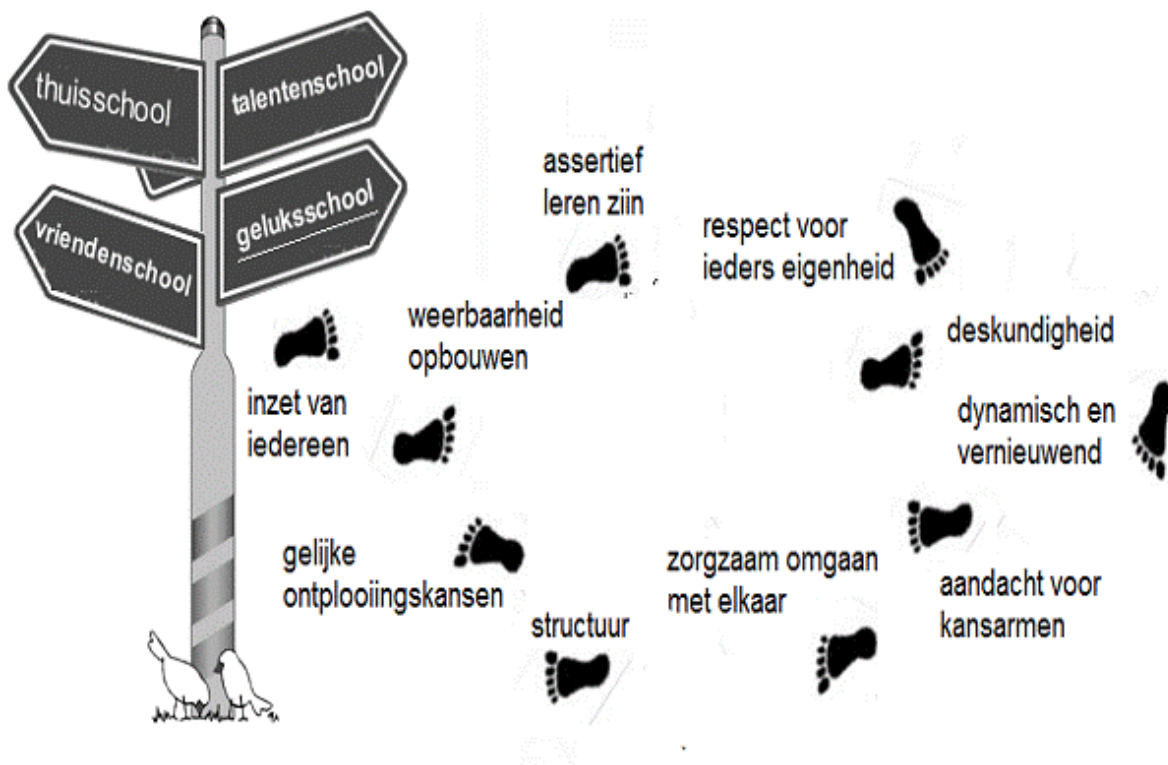 thuisschool
talentenschool
vriendenschool
geluksschool
assertief
leren zijn
respect voor
ieders eigenheid
weerbaarheid
opbouwen
deskundigheid
inzet van
iedereen
dynamisch en
vernieuwend
gelijke
ontplooiingskansen
zorgzaam omgaan
met elkaar
aandacht voor
kansarmen
structuur